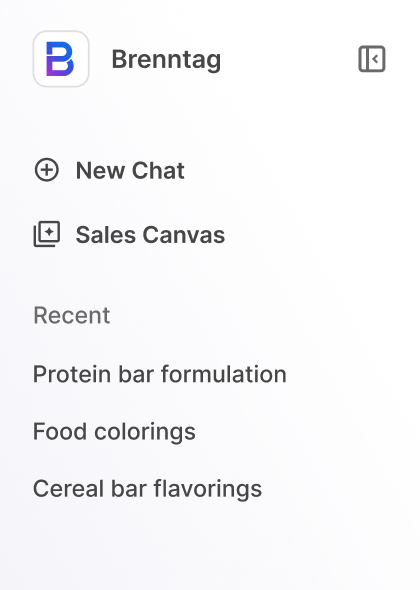 B Brenntag
New Chat
Sales Canvas
Recent
Protein bar formulation
Food colorings
Cereal bar flavorings